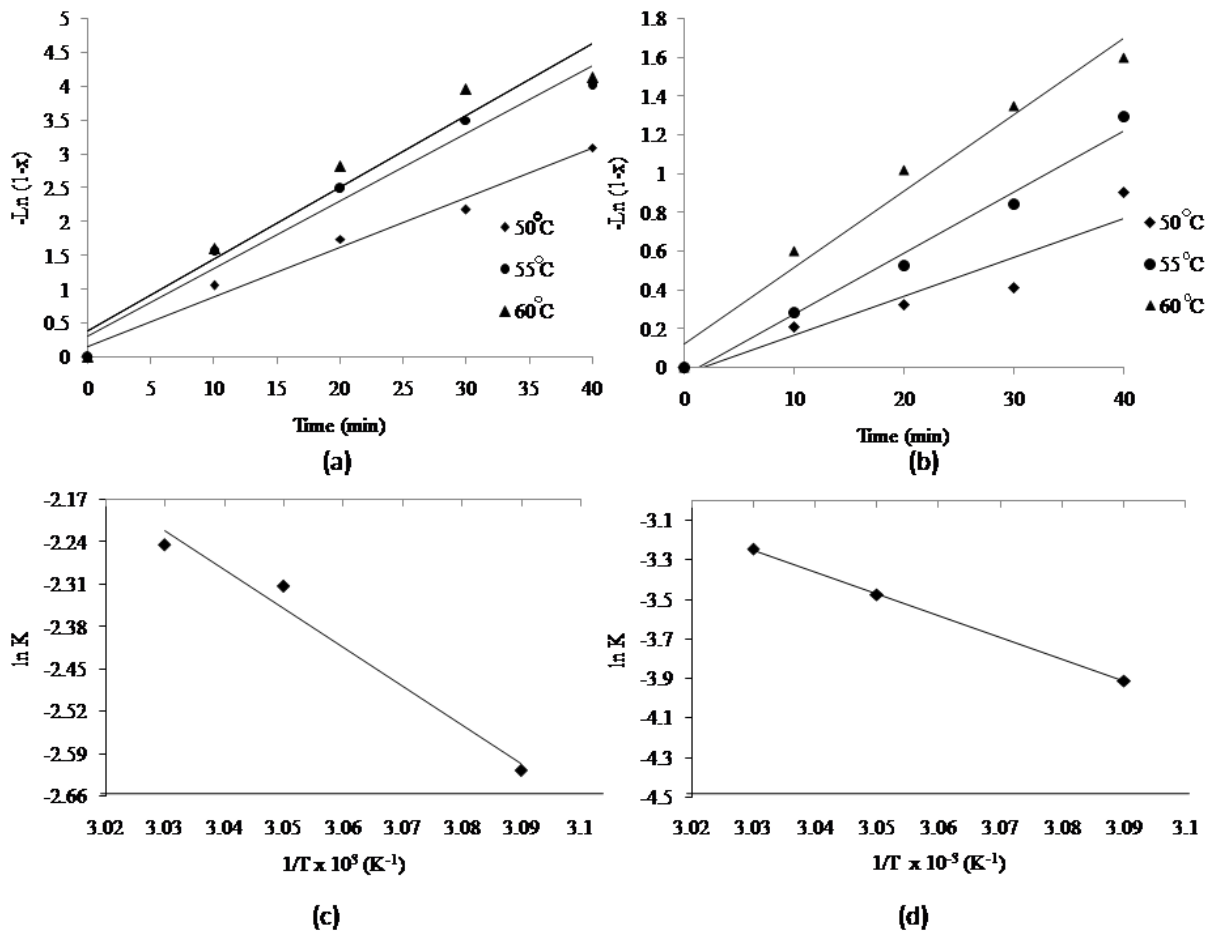 -Ln (1-x)
5
4.5
4
3.5
3
2.5
2
1.5
1
0.5
0
0 5 10 15 20 25 30 35 40
Time (min)
50°C
55°C
60°C
(a)
-Ln (1-x)
1.8
1.6
1.4
1.2
1
0.8
0.6
0.4
0.2
0
0 10 20 30 40
Time (min)
50°C
55°C
60°C
(b)
ln K
-2.17
-2.24
-2.31
-2.38
-2.45
-2.52
-2.59
-2.66
3.02 3.03 3.04 3.05 3.06 3.07 3.08 3.09 3.1
1/T x 10³ (K⁻¹)
(c)
ln K
-3.1
-3.3
-3.5
-3.7
-3.9
-4.1
-4.3
-4.5
3.02 3.03 3.04 3.05 3.06 3.07 3.08 3.09 3.1
1/T x 10⁻³ (K⁻¹)
(d)